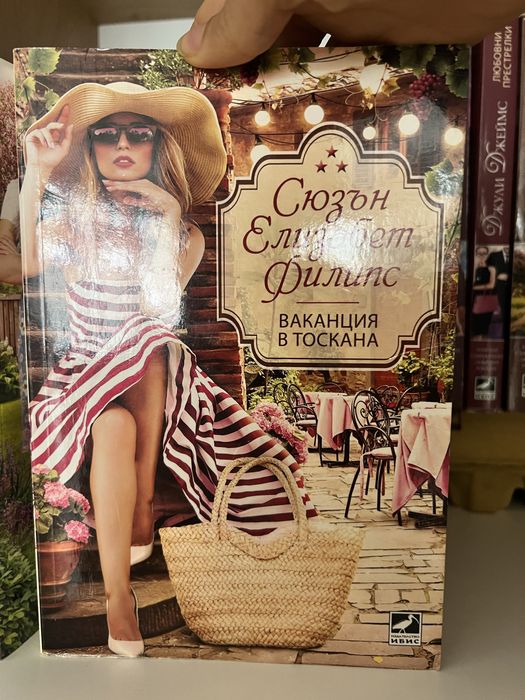 Сюзън
Елизабет
Филипс
ВАКАНЦИЯ
В ТОСКАНА
ИЗДАТЕЛСТВО
ИБИС
ДЖУЛИ ДЖЕЙМС
ЛЮБОВНИ
ПРЕСТРЕЛКИ